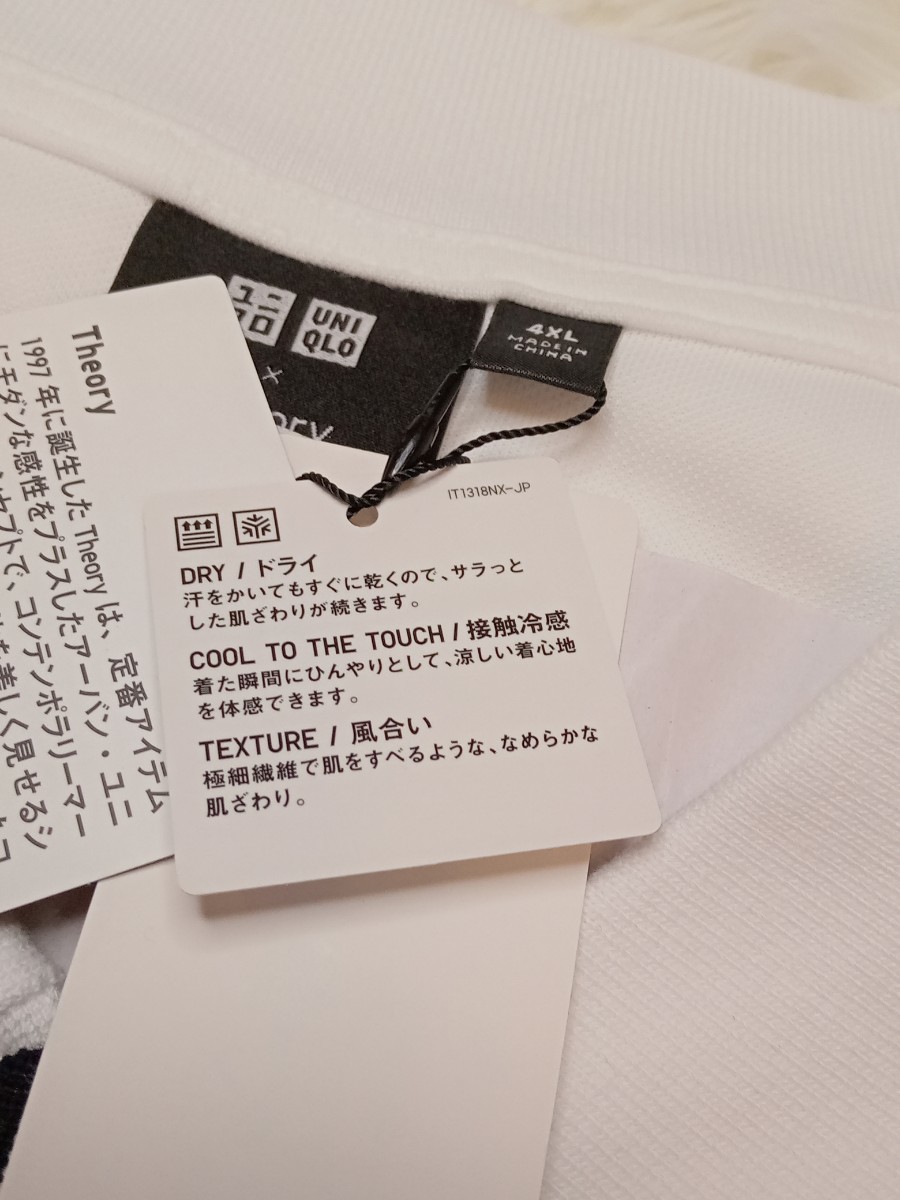 ユニ
クロ
UNI
QLO
×
4XL
MADE IN
CHINA
IT1318NX-JP
DRY / ドライ
汗をかいてもすぐに乾くので、サラっと
した肌ざわりが続きます。
COOL TO THE TOUCH / 接触冷感
着た瞬間にひんやりとして、涼しい着心地
を体感できます。
TEXTURE / 風合い
極細繊維で肌をすべるような、なめらかな
肌ざわり。
Theory
1997 年に誕生した Theory は、定番アイテム
にモダンな感性をプラスしたアーバン・ユニ
セプトで、コンテンポラリーマー
美しく見せるシ